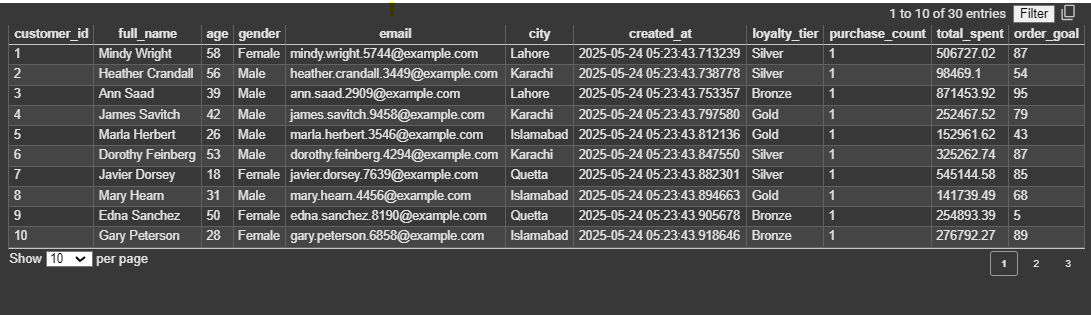 1 to 10 of 30 entries Filter
customer_id full_name age gender email city created_at loyalty_tier purchase_count total_spent order_goal
1 Mindy Wright 58 Female mindy.wright.5744@example.com Lahore 2025-05-24 05:23:43.713239 Silver 1 506727.02 87
2 Heather Crandall 56 Male heather.crandall.3449@example.com Karachi 2025-05-24 05:23:43.738778 Silver 1 98469.1 54
3 Ann Saad 39 Male ann.saad.2909@example.com Lahore 2025-05-24 05:23:43.753357 Bronze 1 871453.92 95
4 James Savitch 42 Male james.savitch.9458@example.com Karachi 2025-05-24 05:23:43.797580 Gold 1 252467.52 79
5 Marla Herbert 26 Male marla.herbert.3546@example.com Islamabad 2025-05-24 05:23:43.812136 Gold 1 152961.62 43
6 Dorothy Feinberg 53 Male dorothy.feinberg.4294@example.com Karachi 2025-05-24 05:23:43.847550 Silver 1 325262.74 87
7 Javier Dorsey 18 Female javier.dorsey.7639@example.com Quetta 2025-05-24 05:23:43.882301 Silver 1 545144.58 85
8 Mary Hearn 31 Male mary.hearn.4456@example.com Islamabad 2025-05-24 05:23:43.894663 Gold 1 141739.49 68
9 Edna Sanchez 50 Female edna.sanchez.8190@example.com Quetta 2025-05-24 05:23:43.905678 Bronze 1 254893.39 5
10 Gary Peterson 28 Female gary.peterson.6858@example.com Islamabad 2025-05-24 05:23:43.918646 Bronze 1 276792.27 89
Show 10 per page 1 2 3